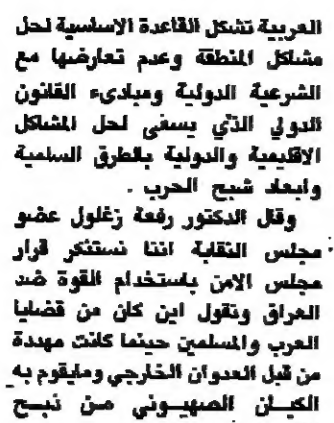 العربية تشكل القاعدة الاساسية لحل
مشاكل المنطقة وعدم تعارضها مع
الشرعية الدولية ومبادىء القانون
الدولي الذي يسعى لحل المشاكل
الاقليمية والدولية بالطرق السلمية
وابعاد شبح الحرب .
وقال الدكتور رفعة زغلول عضو
مجلس النقابة اننا نستنكر قرار
مجلس الامن باستخدام القوة ضد
العراق ونقول اين كان من قضايا
العرب والمسلمين حينما كانت مهددة
من قبل العدوان الخارجي ومايقوم به
الكيان الصهيوني من ذبح